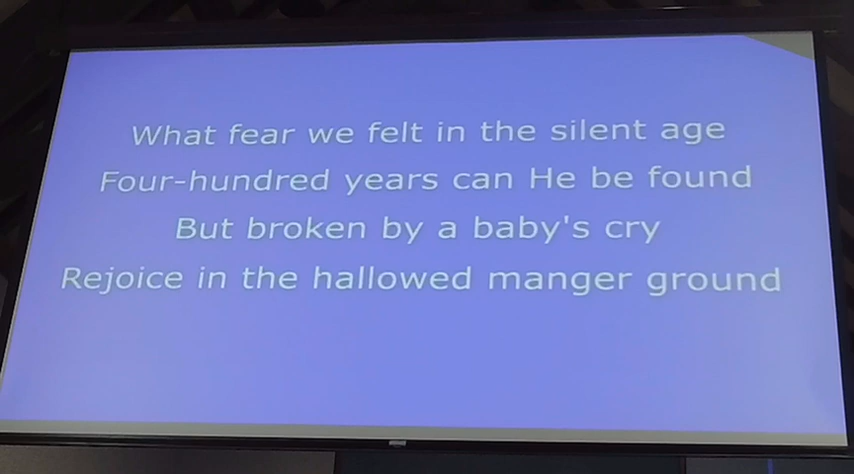 What fear we felt in the silent age
Four-hundred years can He be found
But broken by a baby's cry
Rejoice in the hallowed manger ground